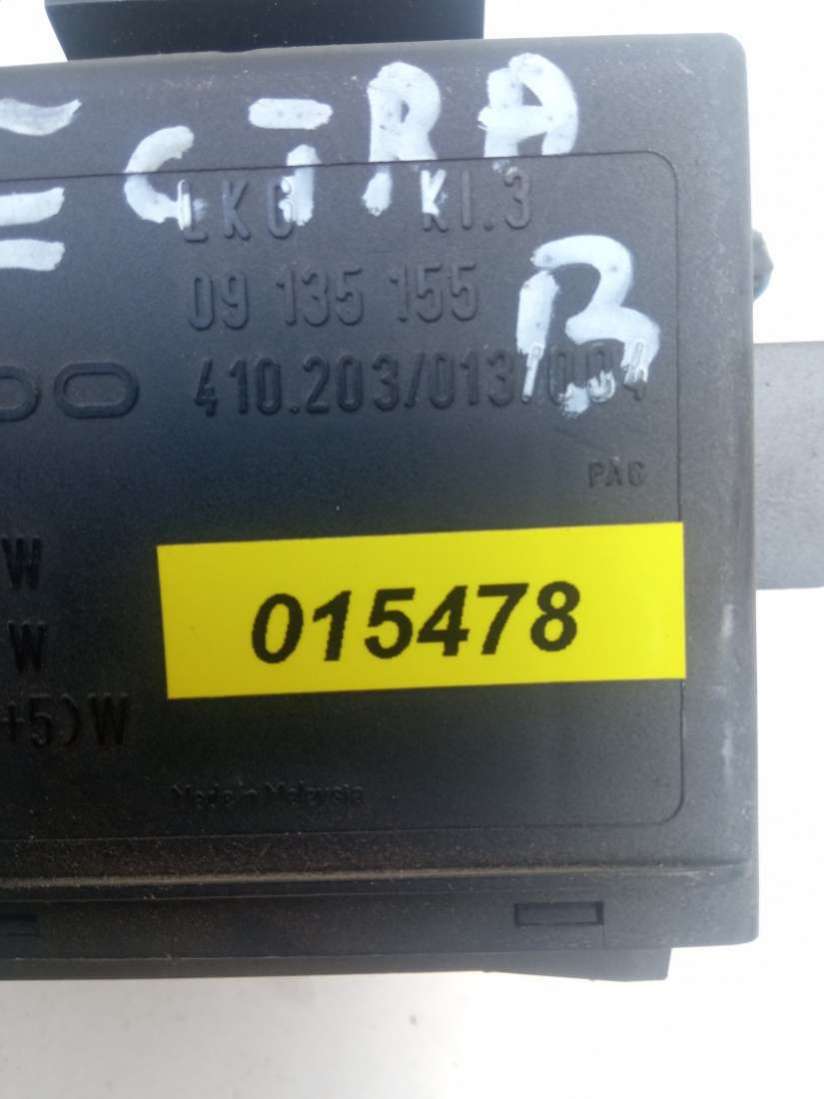 ECTRA
LKG KI.3
B
09 135 155
410.203/013/004
PAG
W
015478
W
+5)W
Made in Malaysia